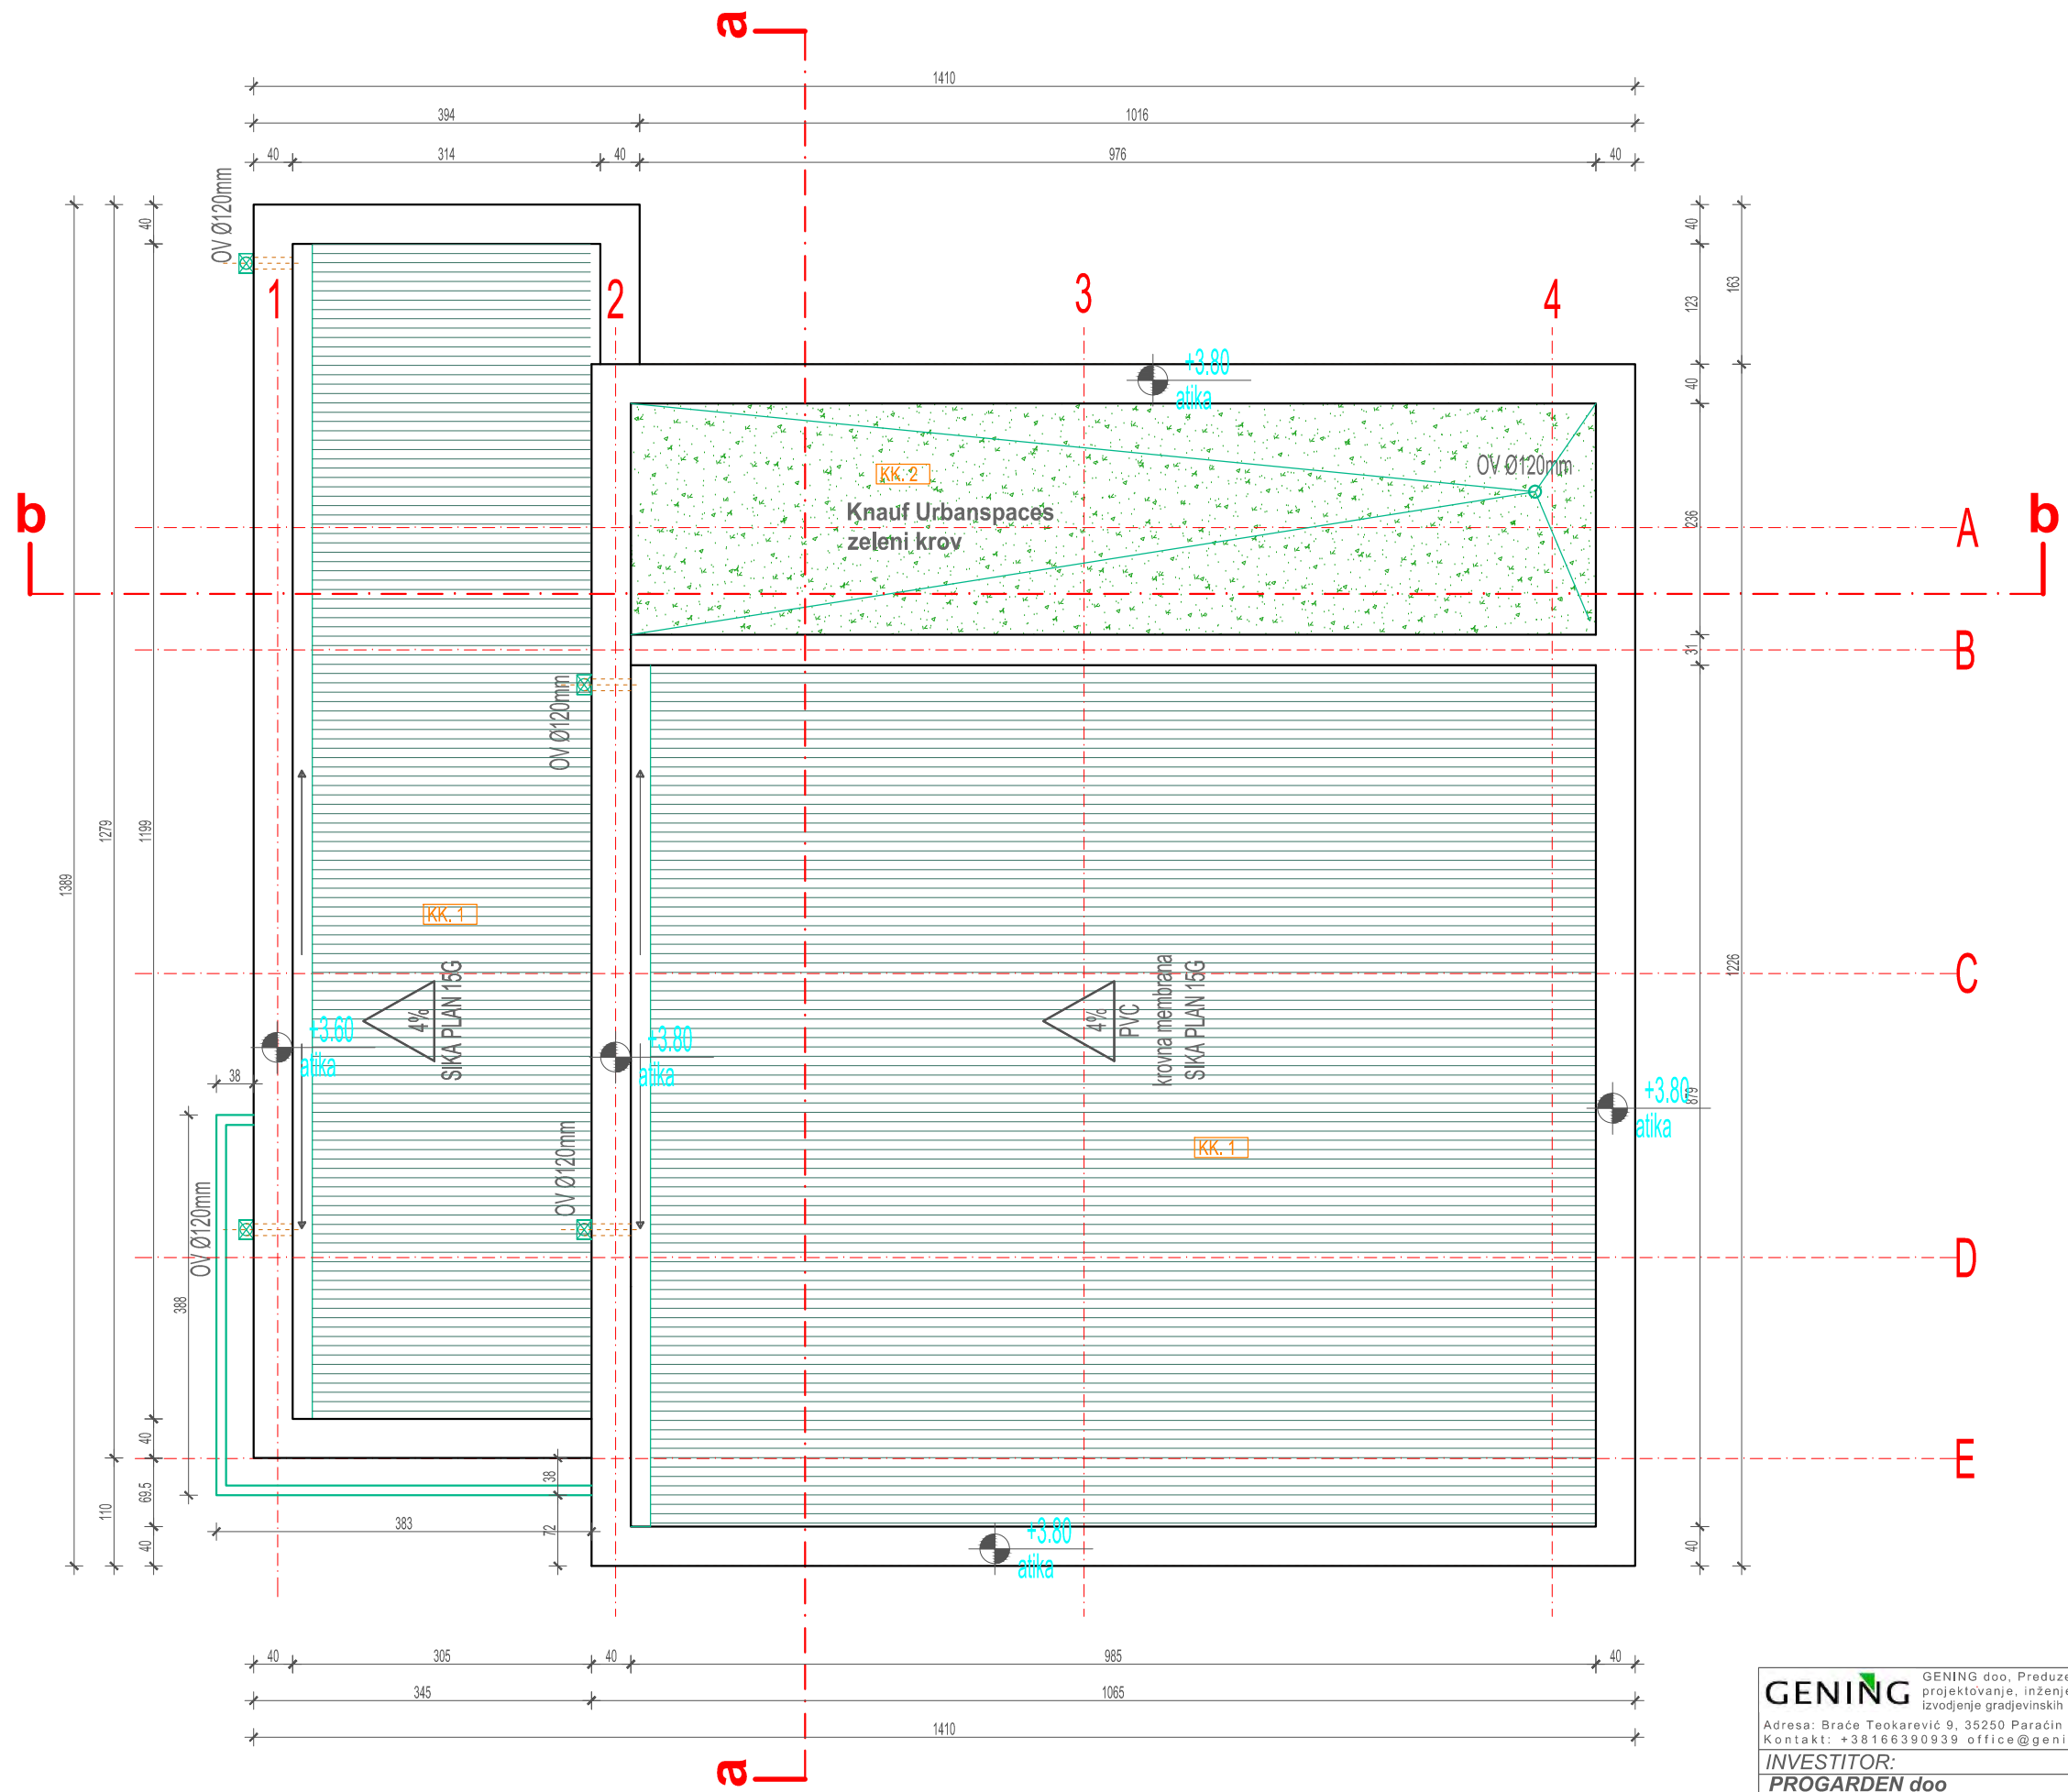 a
1410
394
1016
40
314
40
976
40
OV Ø120mm
40
40
123
163
1
2
3
4
+3.80
atika
40
KK. 2
OV Ø120mm
Knauf Urbanspaces
zeleni krov
b
b
236
A
B
31
OV Ø120mm
1389
1279
1199
KK. 1
4%
SIKA PLAN 15G
4%
PVC
krovna membrana
SIKA PLAN 15G
C
1226
+3.60
atika
+3.80
atika
38
+3.80
atika
879
KK. 1
OV Ø120mm
OV Ø120mm
388
D
40
E
69.5
110
38
383
72
40
+3.80
atika
40
40
305
40
985
40
345
1065
1410
a
GENING
GENING doo, Preduze
projektovanje, inženje
izvodjenje gradjevinskih
Adresa: Braće Teokarević 9, 35250 Paraćin
Kontakt: +38166390939 office@geni
INVESTITOR:
PROGARDEN doo